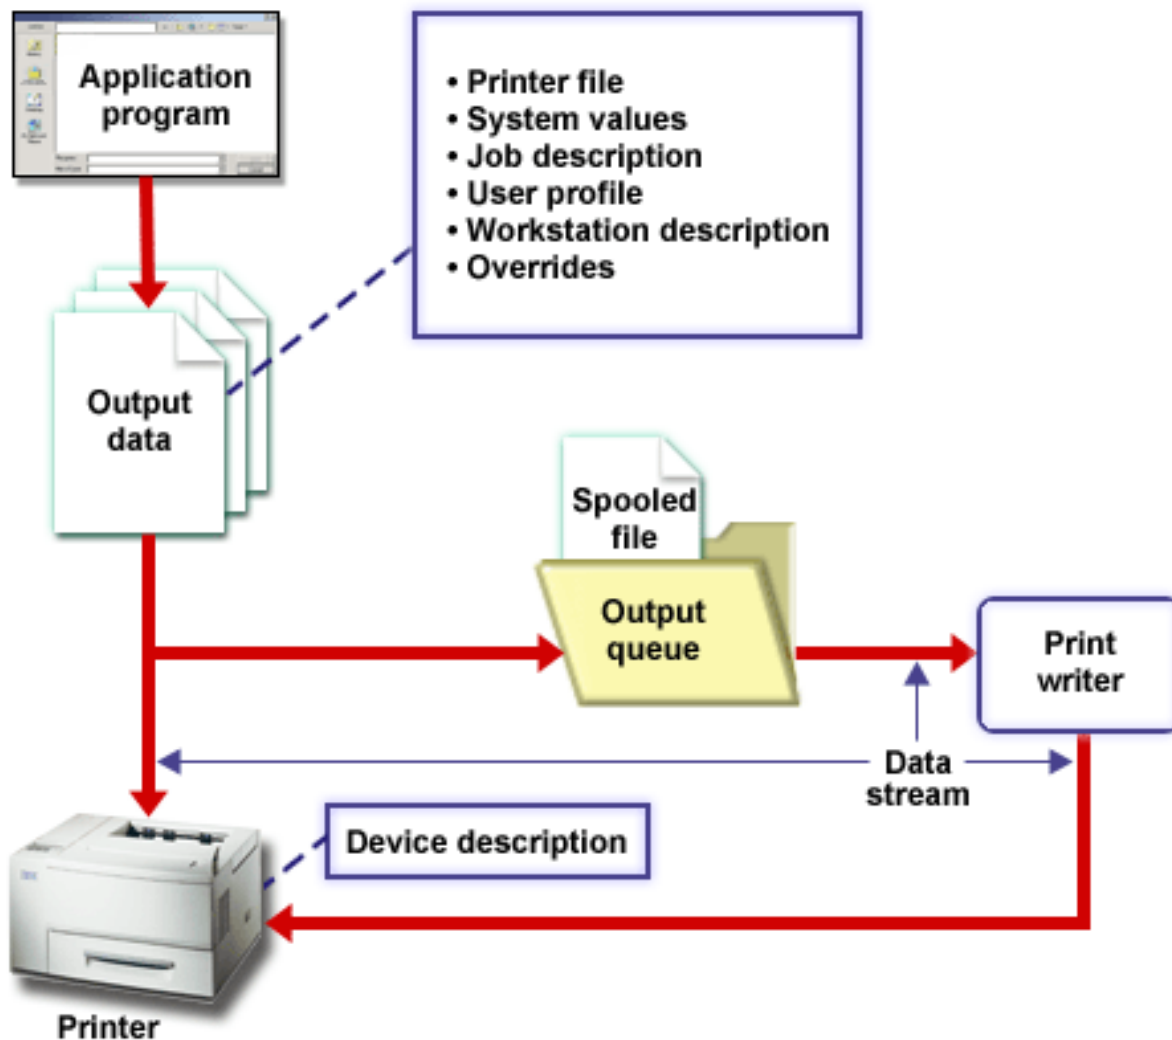 Application
program
• Printer file
• System values
• Job description
• User profile
• Workstation description
• Overrides
Output
data
Spooled
file
Output
queue
Print
writer
Data
stream
Device description
Printer